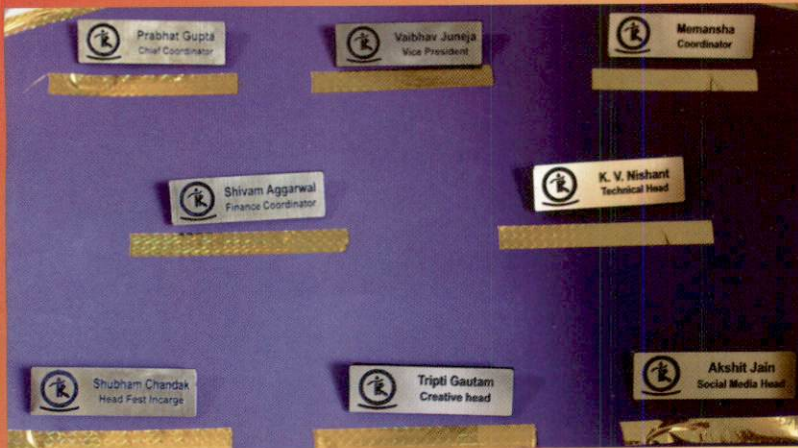 Prabhat Gupta
Chief Coordinator
Vaibhav Juneja
Vice President
Memansha
Coordinator
Shivam Aggarwal
Finance Coordinator
K. V. Nishant
Technical Head
Shubham Chandak
Head Fest Incarge
Tripti Gautam
Creative head
Akshit Jain
Social Media Head